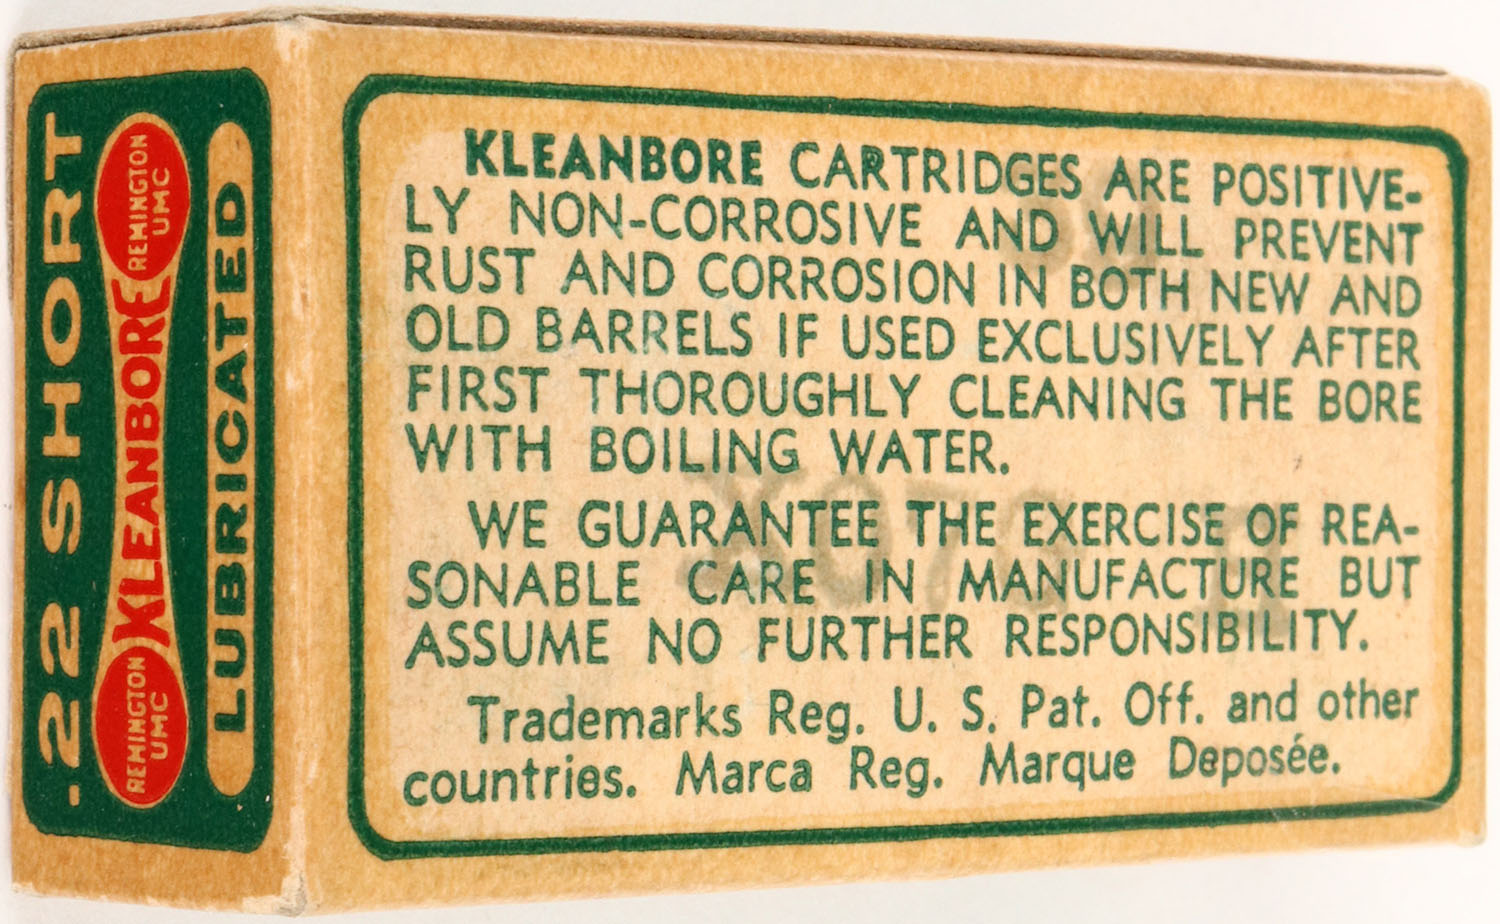 .22 SHORT
REMINGTON
UMC
KLEANBORE
REMINGTON
UMC
LUBRICATED
KLEANBORE CARTRIDGES ARE POSITIVE-
LY NON-CORROSIVE AND WILL PREVENT
RUST AND CORROSION IN BOTH NEW AND
OLD BARRELS IF USED EXCLUSIVELY AFTER
FIRST THOROUGHLY CLEANING THE BORE
WITH BOILING WATER.
WE GUARANTEE THE EXERCISE OF REA-
SONABLE CARE IN MANUFACTURE BUT
ASSUME NO FURTHER RESPONSIBILITY.
Trademarks Reg. U. S. Pat. Off. and other
countries. Marca Reg. Marque Deposée.